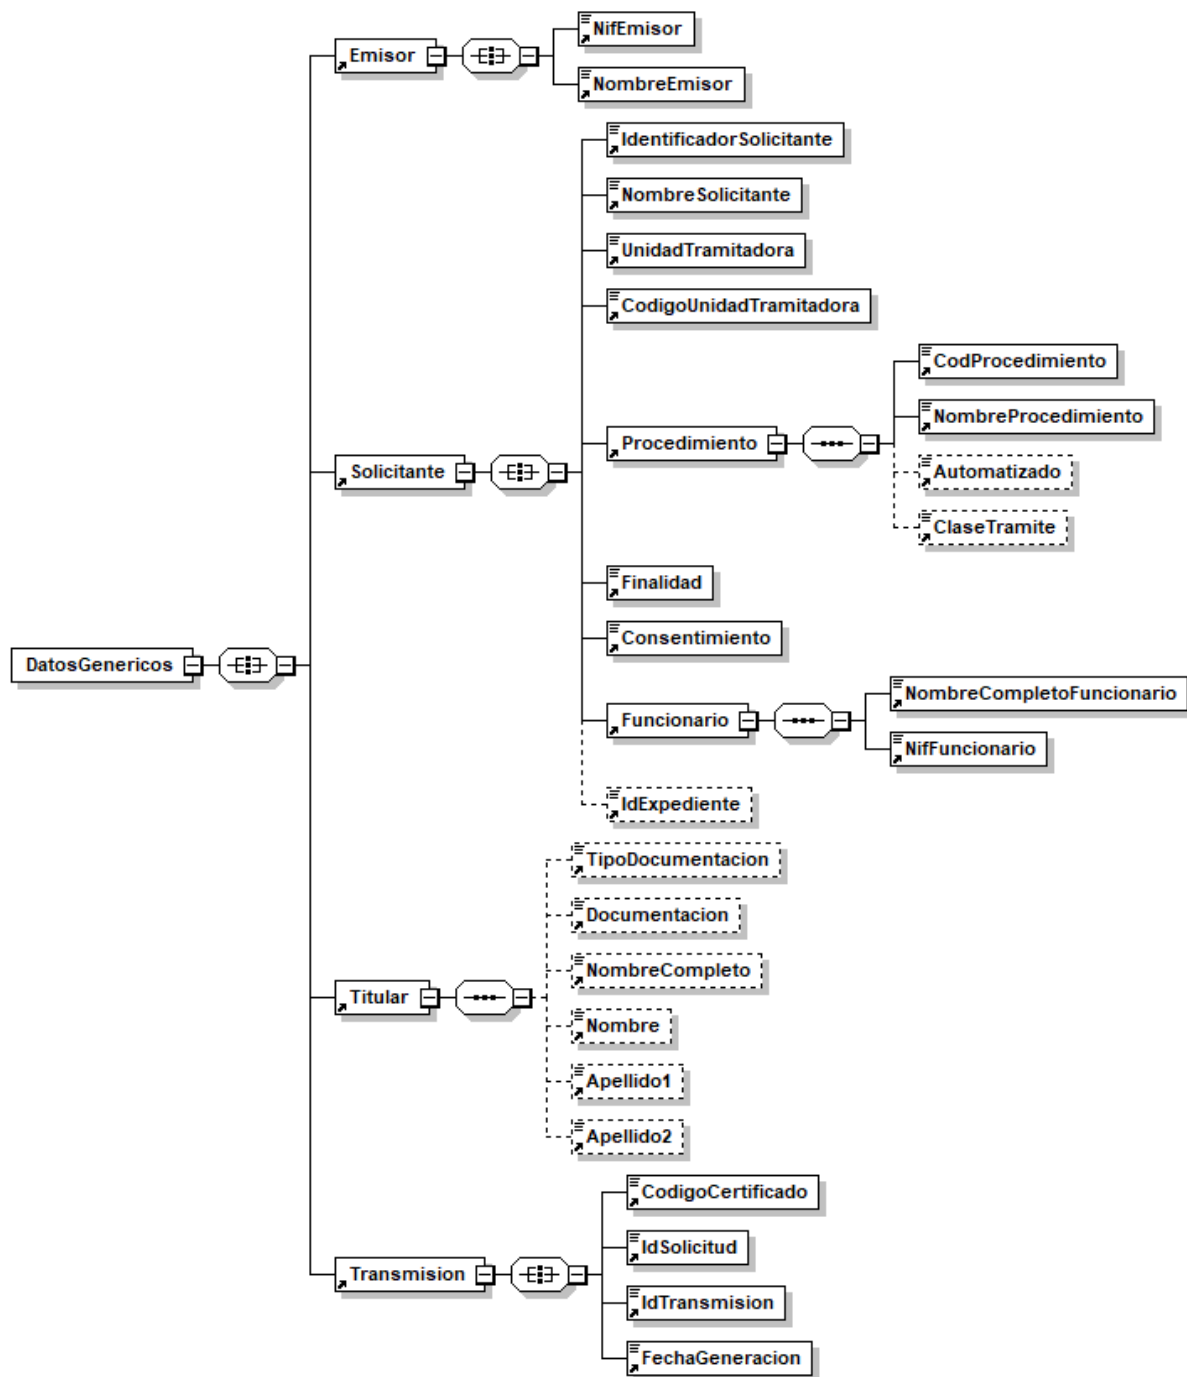 Emisor
NifEmisor
NombreEmisor
IdentificadorSolicitante
NombreSolicitante
UnidadTramitadora
CodigoUnidadTramitadora
CodProcedimiento
NombreProcedimiento
Procedimiento
Automatizado
Solicitante
ClaseTramite
Finalidad
Consentimiento
DatosGenericos
NombreCompletoFuncionario
Funcionario
NifFuncionario
IdExpediente
TipoDocumentacion
Documentacion
NombreCompleto
Titular
Nombre
Apellido1
Apellido2
CodigoCertificado
IdSolicitud
Transmision
IdTransmision
FechaGeneracion